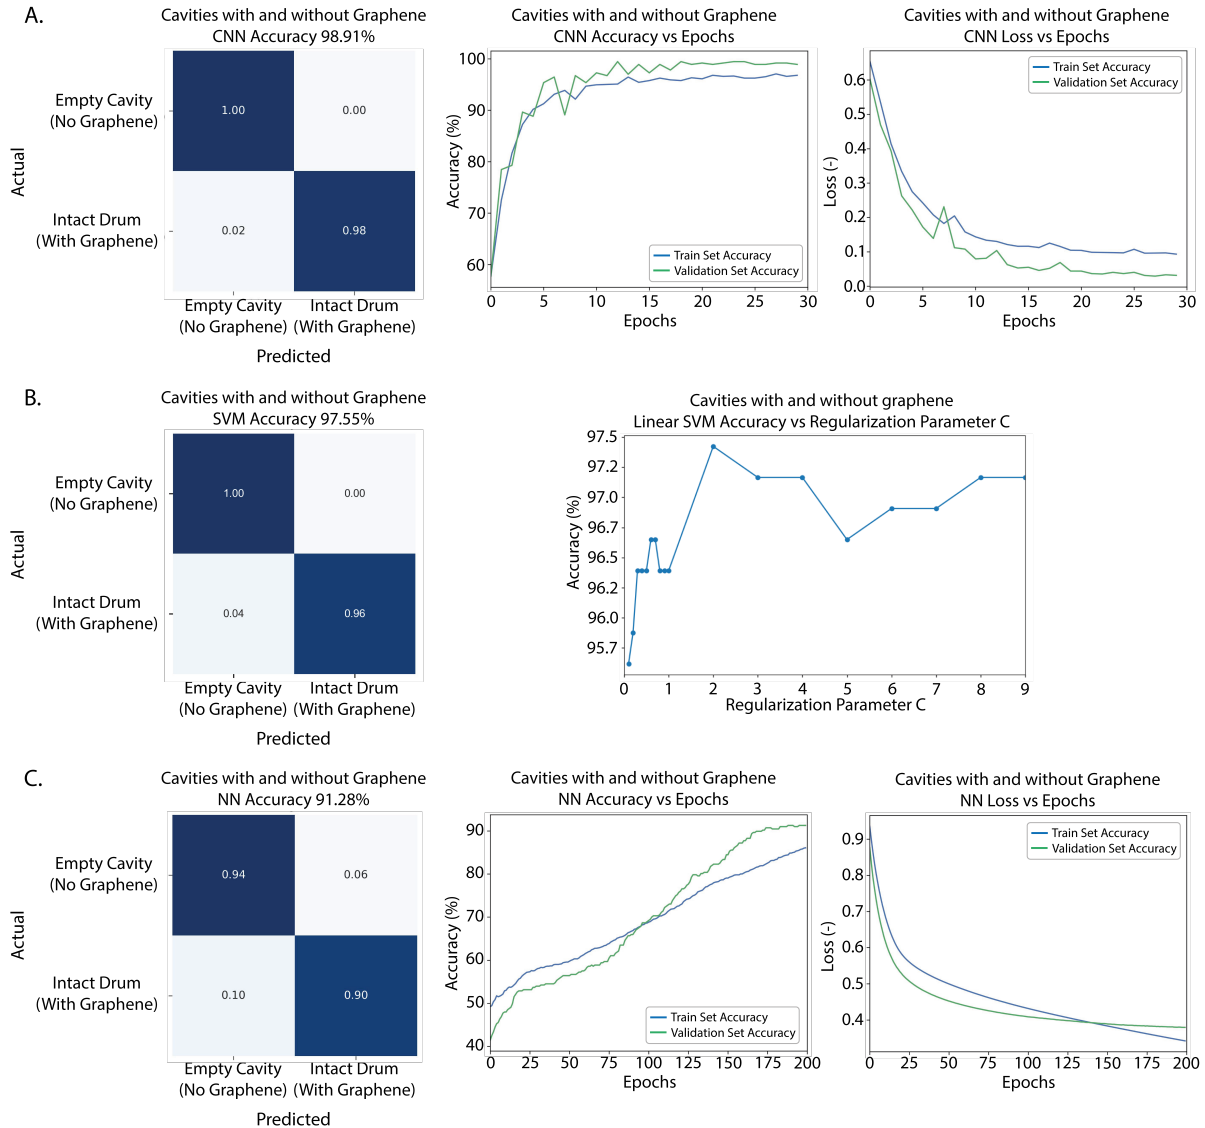 A.
Cavities with and without Graphene
CNN Accuracy 98.91%
Actual
Empty Cavity
(No Graphene)
Intact Drum
(With Graphene)
1.00
0.00
0.02
0.98
Empty Cavity
(No Graphene)
Intact Drum
(With Graphene)
Predicted
Cavities with and without Graphene
CNN Accuracy vs Epochs
Accuracy (%)
100
90
80
70
60
Train Set Accuracy
Validation Set Accuracy
0 5 10 15 20 25 30
Epochs
Cavities with and without Graphene
CNN Loss vs Epochs
Loss (-)
0.6
0.5
0.4
0.3
0.2
0.1
0.0
Train Set Accuracy
Validation Set Accuracy
0 5 10 15 20 25 30
Epochs
B.
Cavities with and without Graphene
SVM Accuracy 97.55%
Actual
Empty Cavity
(No Graphene)
Intact Drum
(With Graphene)
1.00
0.00
0.04
0.96
Empty Cavity
(No Graphene)
Intact Drum
(With Graphene)
Predicted
Cavities with and without graphene
Linear SVM Accuracy vs Regularization Parameter C
Accuracy (%)
97.5
97.2
97.0
96.7
96.5
96.2
96.0
95.7
0 1 2 3 4 5 6 7 8 9
Regularization Parameter C
C.
Cavities with and without Graphene
NN Accuracy 91.28%
Actual
Empty Cavity
(No Graphene)
Intact Drum
(With Graphene)
0.94
0.06
0.10
0.90
Empty Cavity
(No Graphene)
Intact Drum
(With Graphene)
Predicted
Cavities with and without Graphene
NN Accuracy vs Epochs
Accuracy (%)
90
80
70
60
50
40
Train Set Accuracy
Validation Set Accuracy
0 25 50 75 100 125 150 175 200
Epochs
Cavities with and without Graphene
NN Loss vs Epochs
Loss (-)
0.9
0.8
0.7
0.6
0.5
0.4
Train Set Accuracy
Validation Set Accuracy
0 25 50 75 100 125 150 175 200
Epochs